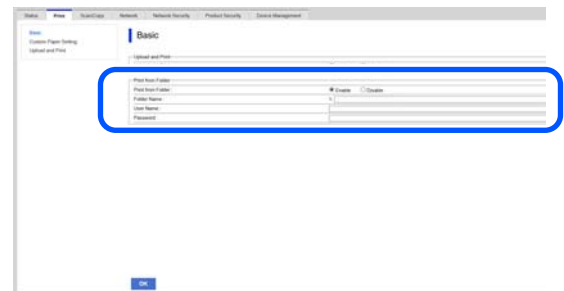 Status Print Scan/Copy Network Network Security Product Security Device Management
Basic
Custom Paper Setting
Upload and Print
Basic
Upload and Print
Print from Folder
Print from Folder : Enable Disable
Folder Name :
User Name :
Password :
OK